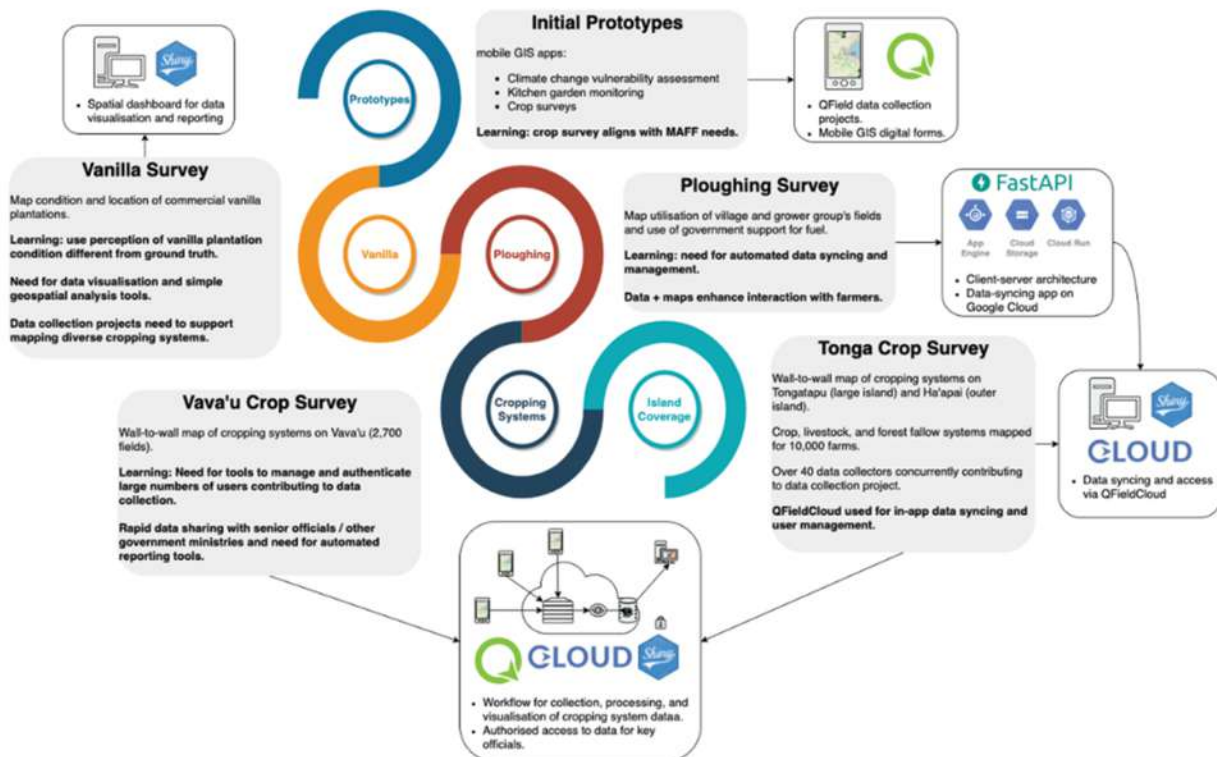 Initial Prototypes
mobile GIS apps:
• Climate change vulnerability assessment
• Kitchen garden monitoring
• Crop surveys
Learning: crop survey aligns with MAFF needs.
• QField data collection
projects.
• Mobile GIS digital forms.
Shiny
• Spatial dashboard for data
visualisation and reporting
Prototypes
Vanilla Survey
Map condition and location of commercial vanilla
plantations.
Learning: use perception of vanilla plantation
condition different from ground truth.
Need for data visualisation and simple
geospatial analysis tools.
Data collection projects need to support
mapping diverse cropping systems.
Vanilla
Ploughing
Ploughing Survey
Map utilisation of village and grower group's fields
and use of government support for fuel.
Learning: need for automated data syncing and
management.
Data + maps enhance interaction with farmers.
FastAPI
App
Engine
Cloud
Storage
Cloud Run
• Client-server architecture
• Data-syncing app on
Google Cloud
Vava'u Crop Survey
Wall-to-wall map of cropping systems on Vava'u (2,700
fields).
Learning: Need for tools to manage and authenticate
large numbers of users contributing to data
collection.
Rapid data sharing with senior officials / other
government ministries and need for automated
reporting tools.
Cropping
Systems
Island
Coverage
Tonga Crop Survey
Wall-to-wall map of cropping systems on
Tongatapu (large island) and Ha'apai (outer
island).
Crop, livestock, and forest fallow systems mapped
for 10,000 farms.
Over 40 data collectors concurrently contributing
to data collection project.
QFieldCloud used for in-app data syncing and
user management.
Shiny
CLOUD
• Data syncing and access
via QFieldCloud
CLOUD
Shiny
• Workflow for collection, processing, and
visualisation of cropping system dataa.
• Authorised access to data for key
officials.